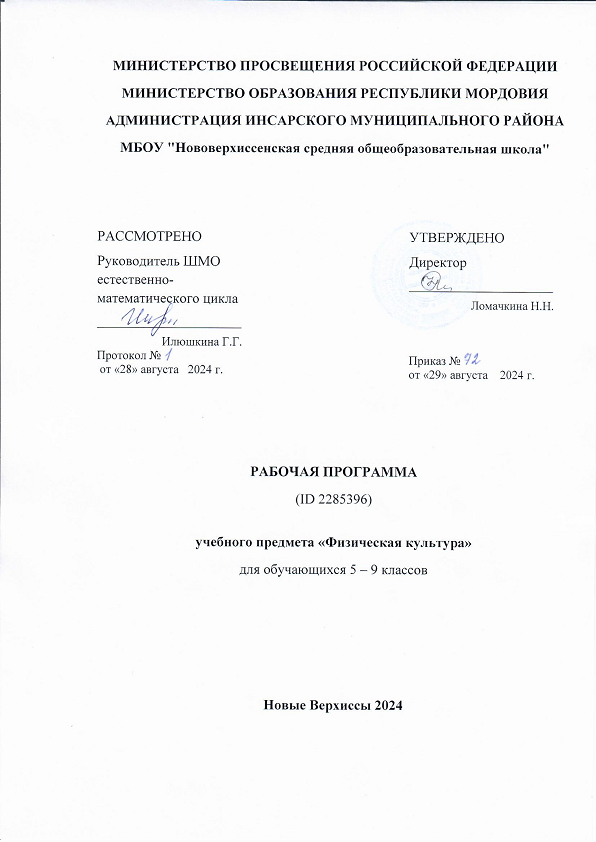 МИНИСТЕРСТВО ПРОСВЕЩЕНИЯ РОССИЙСКОЙ ФЕДЕРАЦИИ
МИНИСТЕРСТВО ОБРАЗОВАНИЯ РЕСПУБЛИКИ МОРДОВИЯ
АДМИНИСТРАЦИЯ ИНСАРСКОГО МУНИЦИПАЛЬНОГО РАЙОНА
МБОУ "Нововерхиссенская средняя общеобразовательная школа"
РАССМОТРЕНО
Руководитель ШМО
естественно-
математического цикла
Илюшкина Г.Г.
Протокол № 1
от «28» августа 2024 г.
УТВЕРЖДЕНО
Директор
Ломачкина Н.Н.
Приказ № 72
от «29» августа 2024 г.
РАБОЧАЯ ПРОГРАММА
(ID 2285396)
учебного предмета «Физическая культура»
для обучающихся 5 – 9 классов
Новые Верхиссы 2024